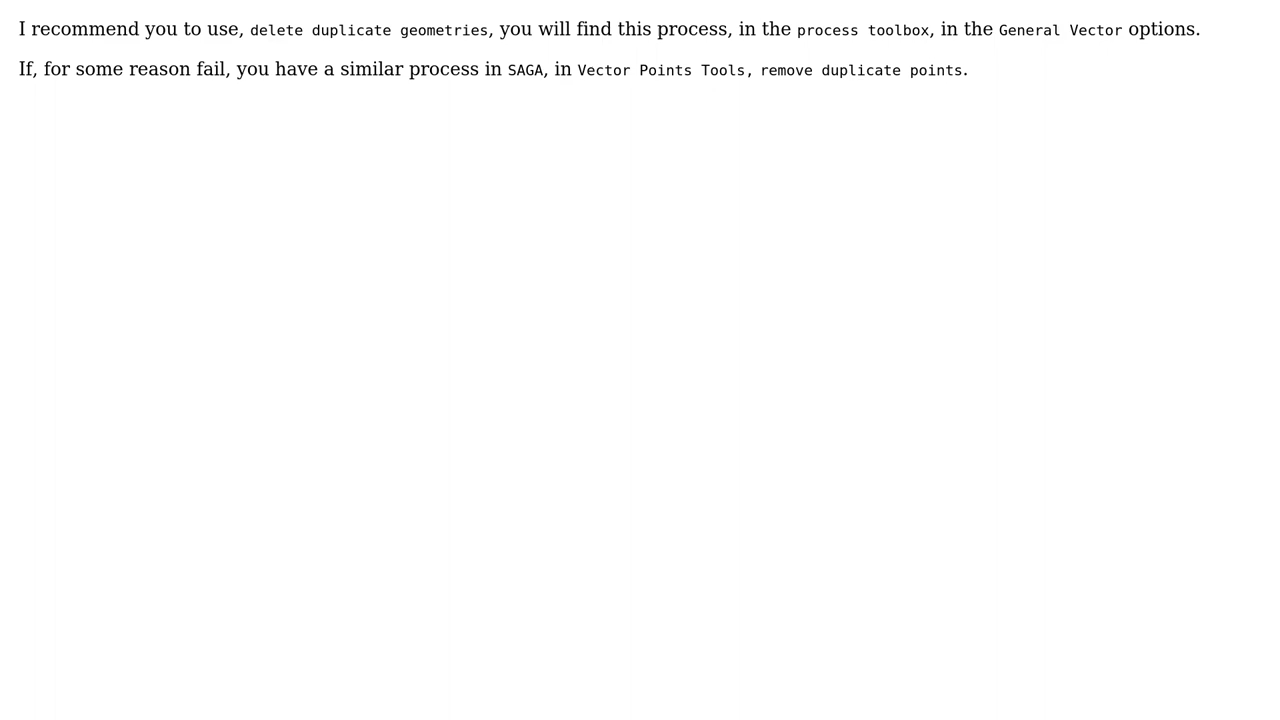 I recommend you to use, delete duplicate geometries, you will find this process, in the process toolbox, in the General Vector options.
If, for some reason fail, you have a similar process in SAGA, in Vector Points Tools, remove duplicate points.